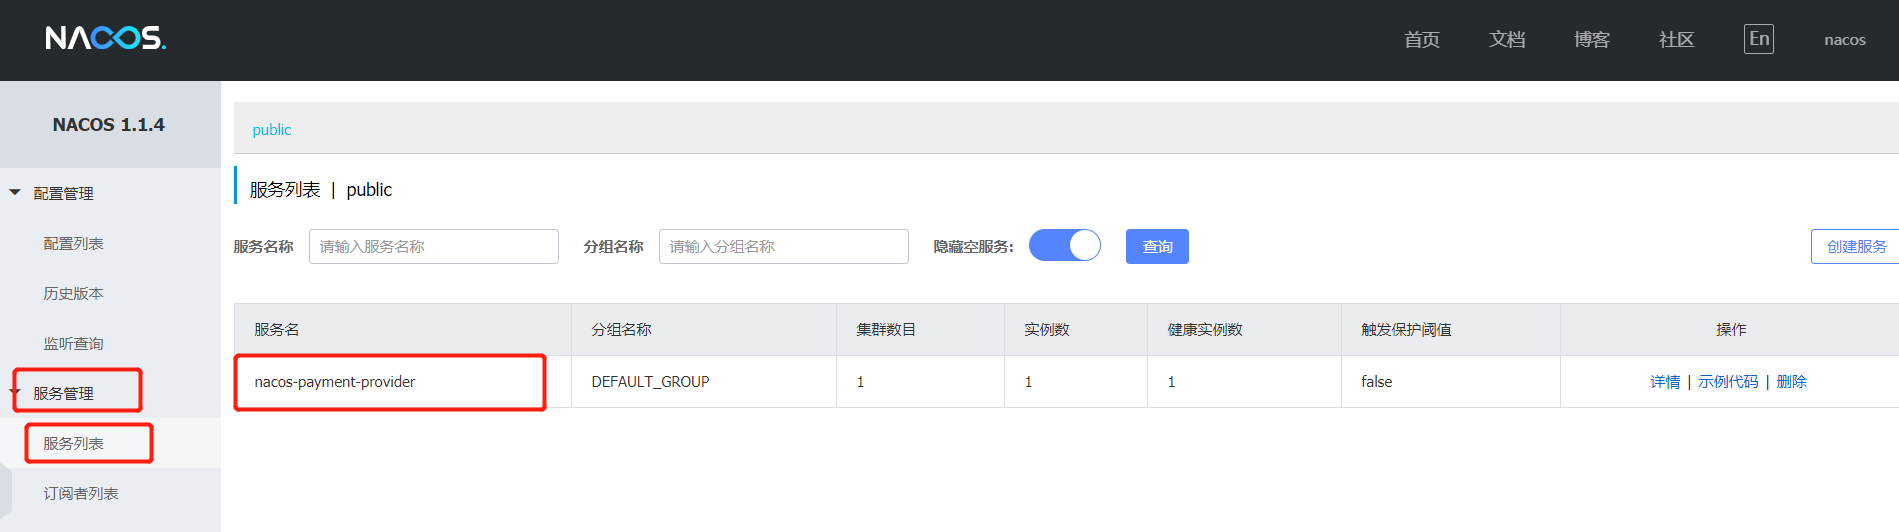 NACOS.
首页 文档 博客 社区 En nacos
NACOS 1.1.4
配置管理
配置列表
历史版本
监听查询
服务管理
服务列表
订阅者列表
public
服务列表 | public
服务名称 请输入服务名称 分组名称 请输入分组名称 隐藏空服务: 查询 创建服务
服务名 分组名称 集群数目 实例数 健康实例数 触发保护阈值 操作
nacos-payment-provider DEFAULT_GROUP 1 1 1 false 详情 | 示例代码 | 删除